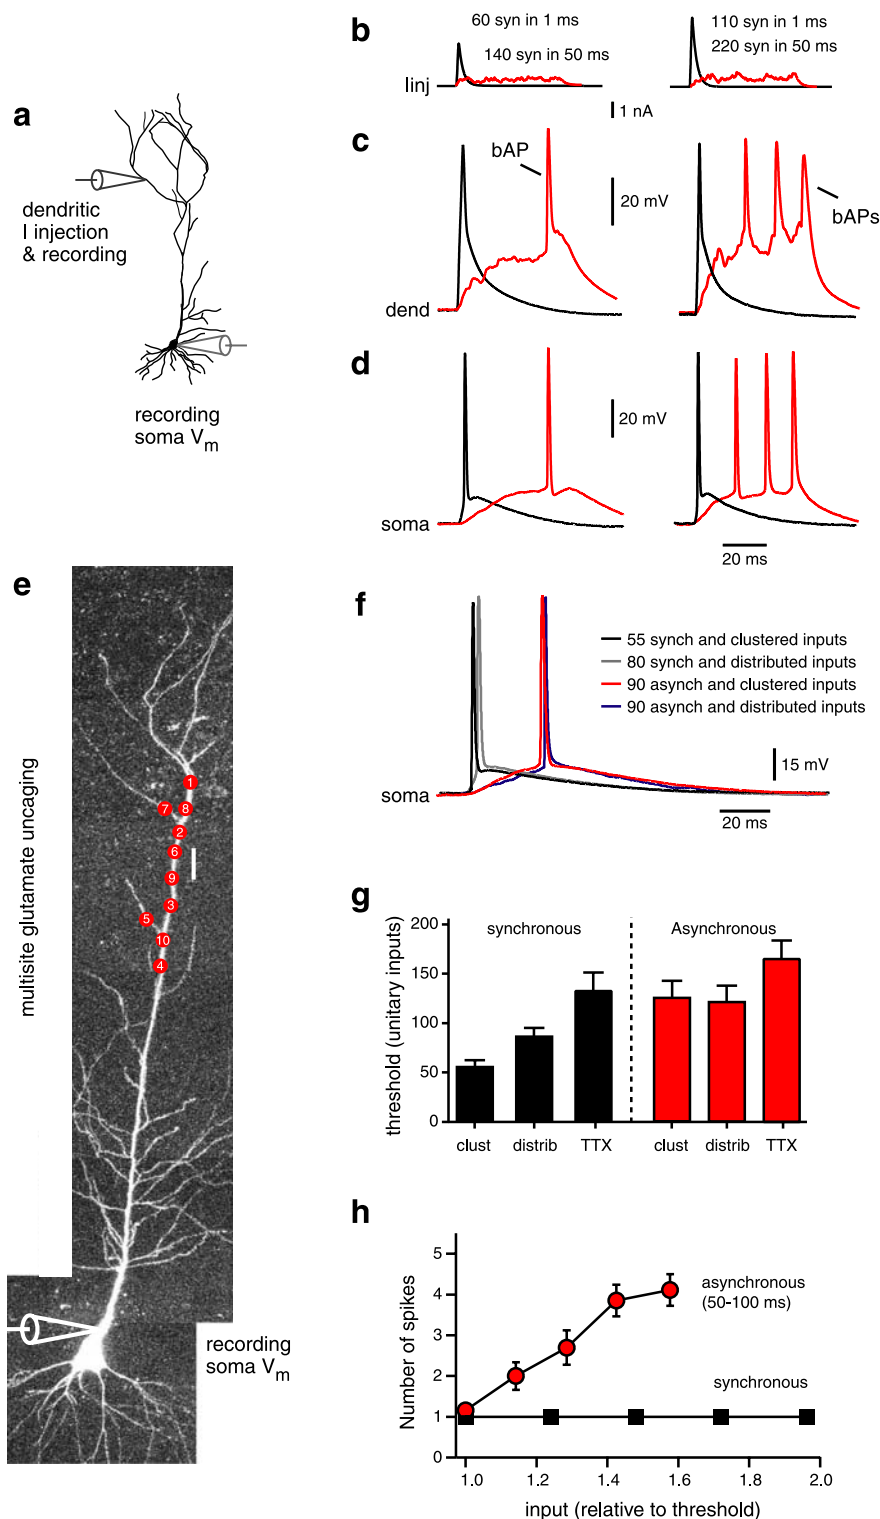 a
dendritic
I injection
& recording
recording
soma Vm
b
60 syn in 1 ms
140 syn in 50 ms
110 syn in 1 ms
220 syn in 50 ms
Iinj
1 nA
c
bAP
20 mV
bAPs
dend
d
20 mV
soma
20 ms
e
multisite glutamate uncaging
1
7
8
2
6
9
3
5
10
4
recording
soma Vm
f
55 synch and clustered inputs
80 synch and distributed inputs
90 asynch and clustered inputs
90 asynch and distributed inputs
15 mV
soma
20 ms
g
threshold (unitary inputs)
200
150
100
50
0
synchronous
Asynchronous
clust
distrib
TTX
clust
distrib
TTX
h
Number of spikes
5
4
3
2
1
0
asynchronous
(50-100 ms)
synchronous
1.0
1.2
1.4
1.6
1.8
2.0
input (relative to threshold)